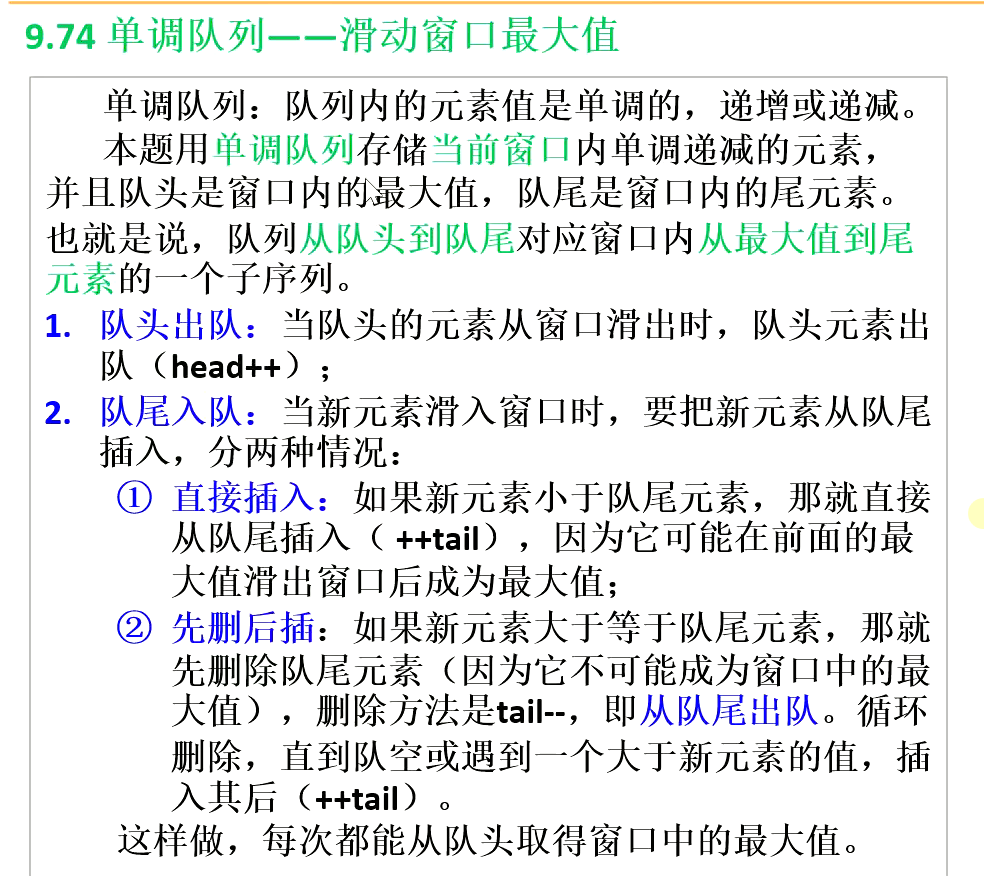 9.74 单调队列——滑动窗口最大值
单调队列：队列内的元素值是单调的，递增或递减。
本题用单调队列存储当前窗口内单调递减的元素，
并且队头是窗口内的最大值，队尾是窗口内的尾元素。
也就是说，队列从队头到队尾对应窗口内从最大值到尾
元素的一个子序列。
1. 队头出队：当队头的元素从窗口滑出时，队头元素出
队（head++）；
2. 队尾入队：当新元素滑入窗口时，要把新元素从队尾
插入，分两种情况：
① 直接插入：如果新元素小于队尾元素，那就直接
从队尾插入（ ++tail），因为它可能在前面的最
大值滑出窗口后成为最大值；
② 先删后插：如果新元素大于等于队尾元素，那就
先删除队尾元素（因为它不可能成为窗口中的最
大值），删除方法是tail--，即从队尾出队。循环
删除，直到队空或遇到一个大于新元素的值，插
入其后（++tail）。
这样做，每次都能从队头取得窗口中的最大值。